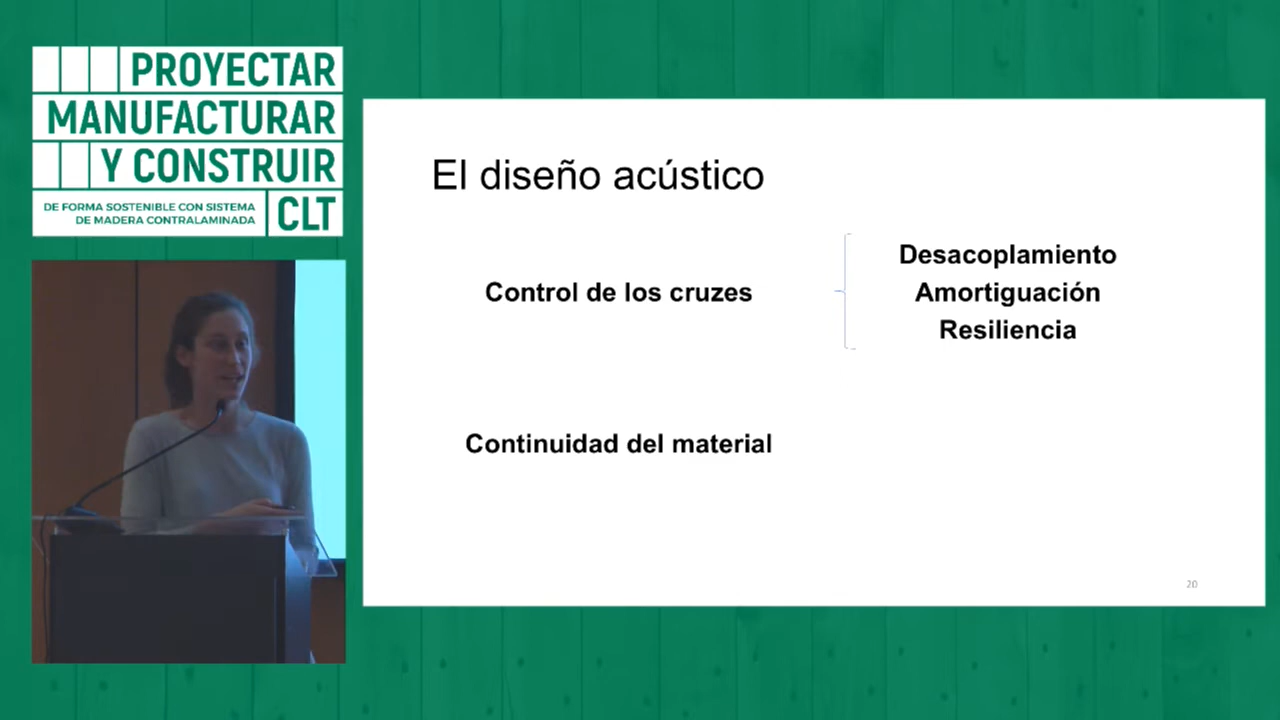 PROYECTAR
MANUFACTURAR
Y CONSTRUIR
DE FORMA SOSTENIBLE CON SISTEMA
DE MADERA CONTRALAMINADA
CLT
El diseño acústico
Control de los cruzes
Desacoplamiento
Amortiguación
Resiliencia
Continuidad del material
20